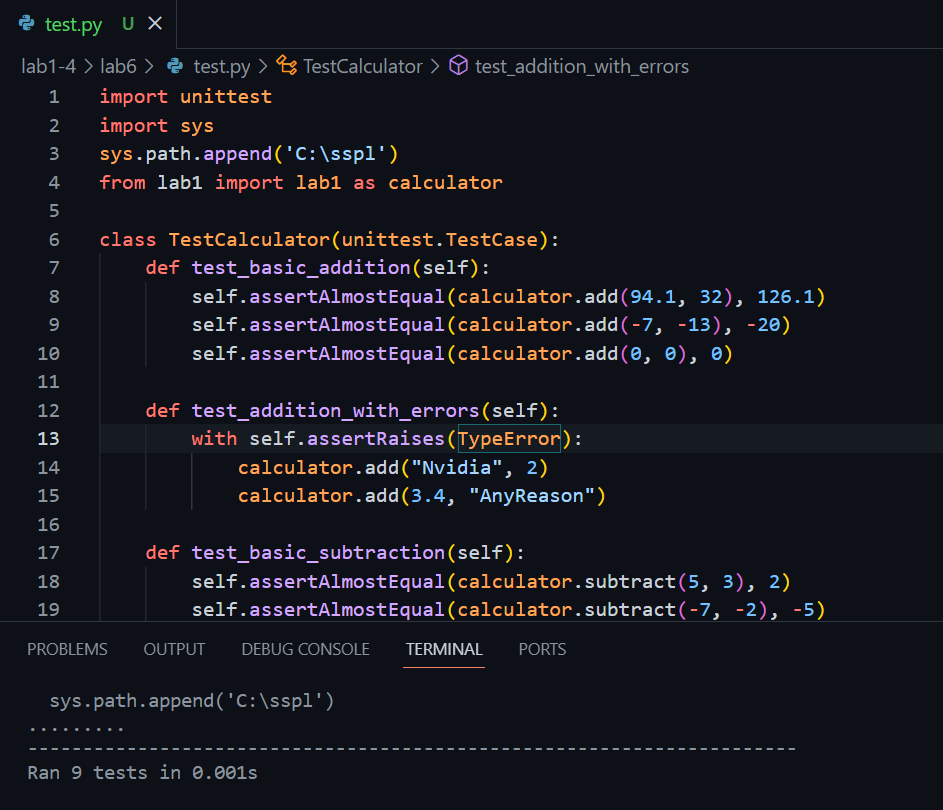 test.py U
lab1-4 > lab6 > test.py > TestCalculator > test_addition_with_errors
1 import unittest
2 import sys
3 sys.path.append('C:\sspl')
4 from lab1 import lab1 as calculator
5
6 class TestCalculator(unittest.TestCase):
7 def test_basic_addition(self):
8 self.assertAlmostEqual(calculator.add(94.1, 32), 126.1)
9 self.assertAlmostEqual(calculator.add(-7, -13), -20)
10 self.assertAlmostEqual(calculator.add(0, 0), 0)
11
12 def test_addition_with_errors(self):
13 with self.assertRaises(TypeError):
14 calculator.add("Nvidia", 2)
15 calculator.add(3.4, "AnyReason")
16
17 def test_basic_subtraction(self):
18 self.assertAlmostEqual(calculator.subtract(5, 3), 2)
19 self.assertAlmostEqual(calculator.subtract(-7, -2), -5)
PROBLEMS OUTPUT DEBUG CONSOLE TERMINAL PORTS
sys.path.append('C:\sspl')
.........
----------------------------------------------------------------------
Ran 9 tests in 0.001s